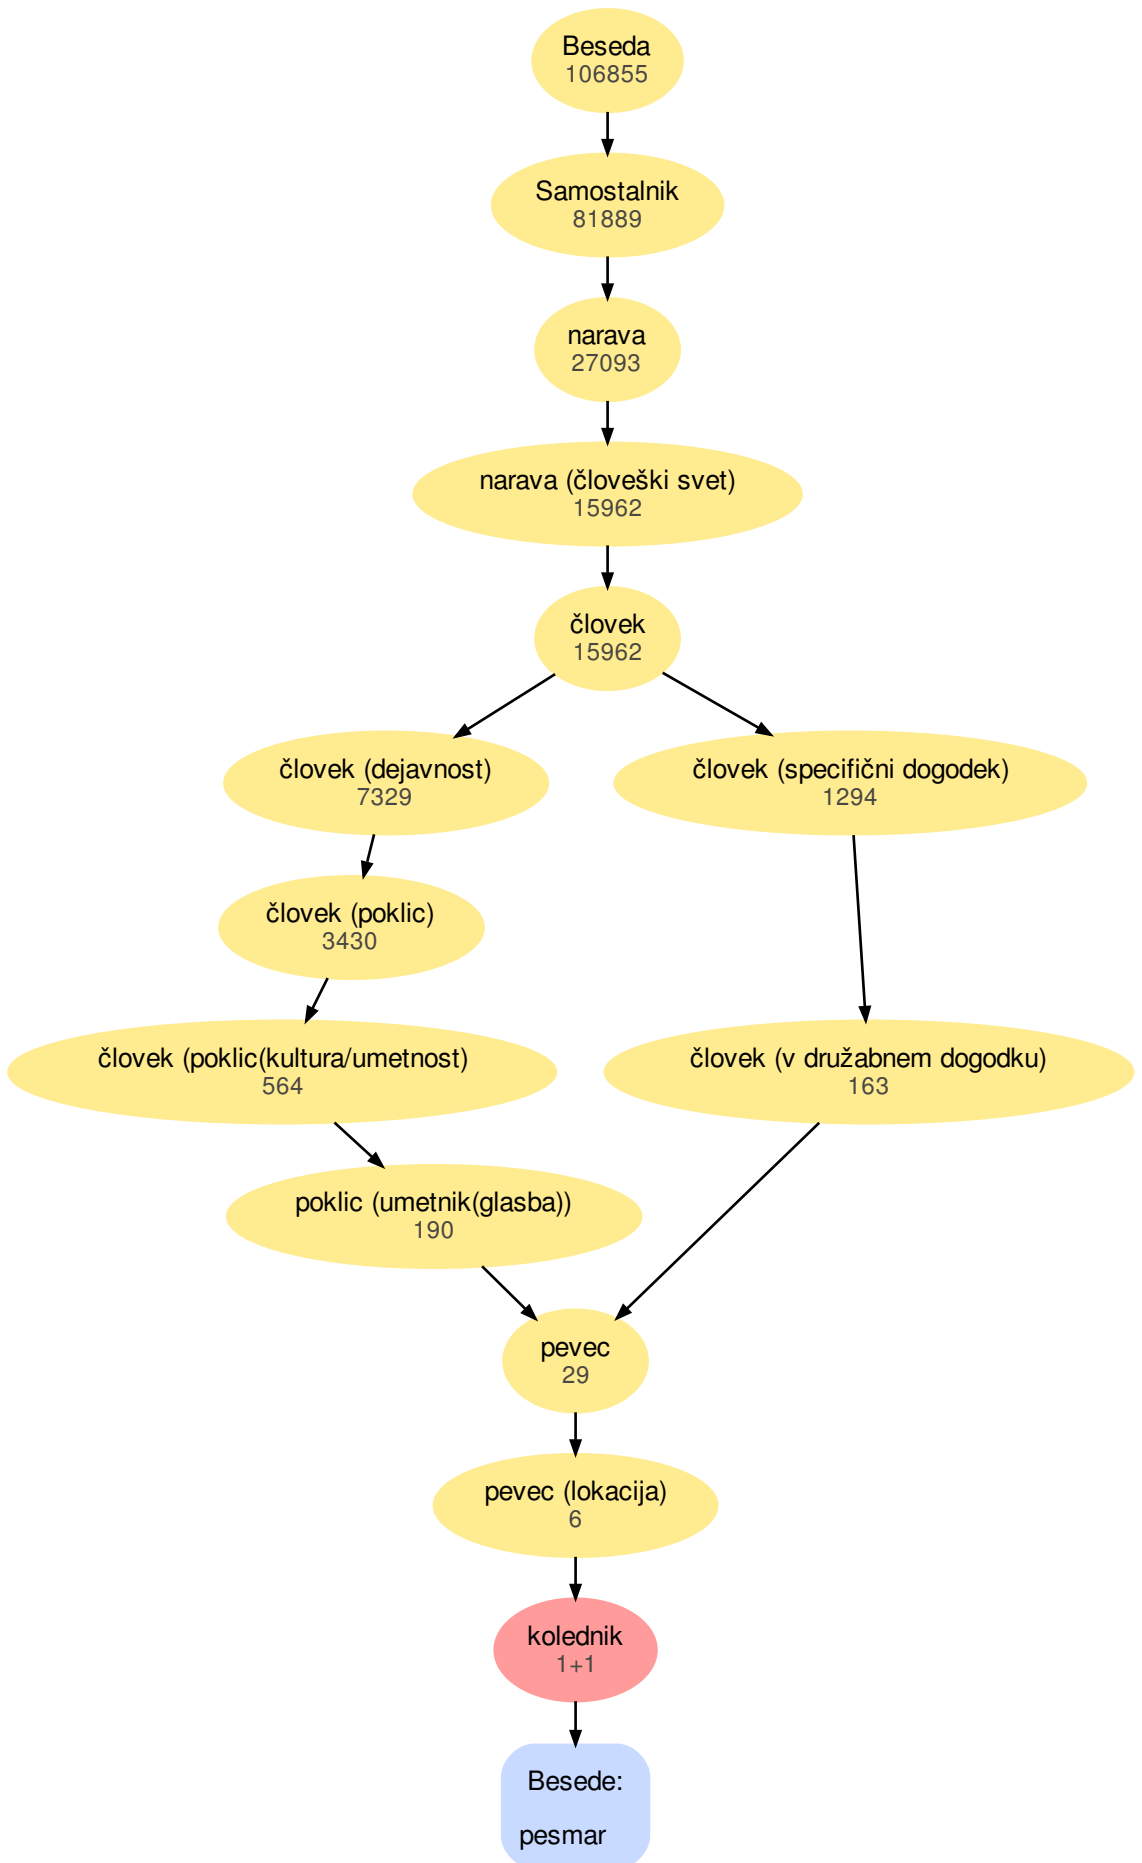 Beseda
106855
Samostalnik
81889
narava
27093
narava (človeški svet)
15962
človek
15962
človek (dejavnost)
7329
človek (specifični dogodek)
1294
človek (poklic)
3430
človek (poklic(kultura/umetnost)
564
človek (v družabnem dogodku)
163
poklic (umetnik(glasba))
190
pevec
29
pevec (lokacija)
6
kolednik
1+1
Besede:
pesmar